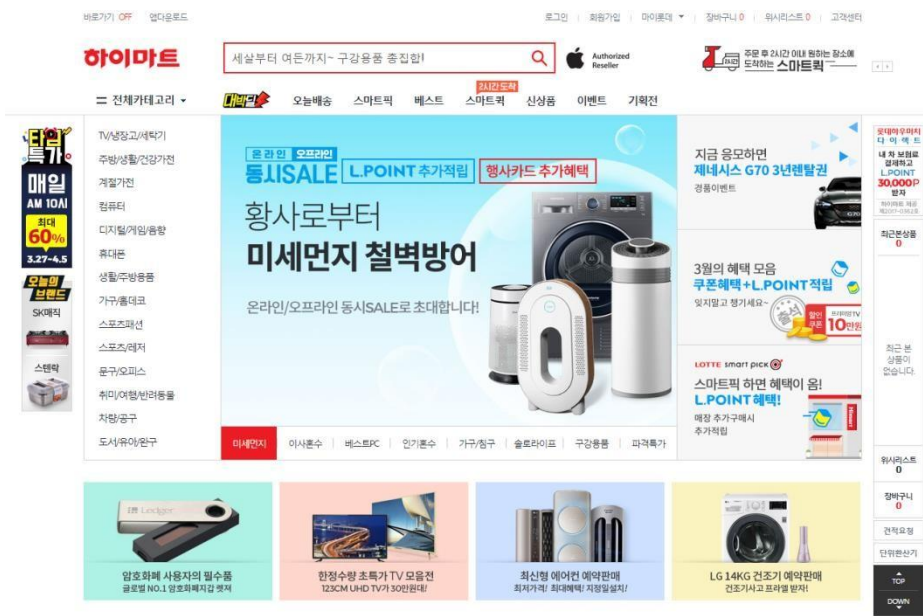 바로가기 OFF 앱다운로드
로그인 회원가입 마이롯데 ▼ 장바구니 0 위시리스트 0 고객센터
하이마트
세살부터 여든까지~ 구강용품 총집합!
Authorized
Reseller
주문 후 2시간 이내 원하는 장소에
도착하는 스마트퀵
2시간 도착
전체카테고리
대박딜 오늘배송 스마트픽 베스트 스마트퀵 신상품 이벤트 기획전
타임
특가
매일
AM 10시
최대
60%
3.27~4.5
오늘의
브랜드
SK매직
스텐락
TV/냉장고/세탁기
주방/생활/건강가전
계절가전
컴퓨터
디지털/게임/음향
휴대폰
생활/주방용품
가구/홈데코
스포츠패션
스포츠/레저
문구/오피스
취미/여행/반려동물
차량/공구
도서/유아/완구
온라인 오프라인
동시SALE L.POINT 추가적립 행사카드 추가혜택
황사로부터
미세먼지 철벽방어
온라인/오프라인 동시SALE로 초대합니다!
미세먼지 이사혼수 베스트PC 인기혼수 가구/침구 솔로라이프 구강용품 파격특가
지금 응모하면
제네시스 G70 3년렌탈권
경품이벤트
3월의 혜택 모음
쿠폰혜택+L.POINT적립
잊지말고 챙기세요~
출석
할인
쿠폰
프리미엄TV
10만원
LOTTE smart pick
스마트픽 하면 혜택이 옴!
L.POINT 혜택!
매장 추가구매시
추가적립
Himart
롯데하우머치
다이렉트
내 차 보험료
결제하고
L.POINT
30,000P
받자
최근본상품
0
최근 본
상품이
없습니다.
위시리스트
0
장바구니
0
견적요청
단위환산기
TOP
DOWN
Ledger
암호화폐 사용자의 필수품
글로벌 NO.1 암호화폐지갑 렛저
한정수량 초특가 TV 모음전
123CM UHD TV가 30만원대!
최신형 에어컨 예약판매
최저가격! 최대혜택! 지정일설치!
LG 14KG 건조기 예약판매
건조기사고 프라엘 받자!